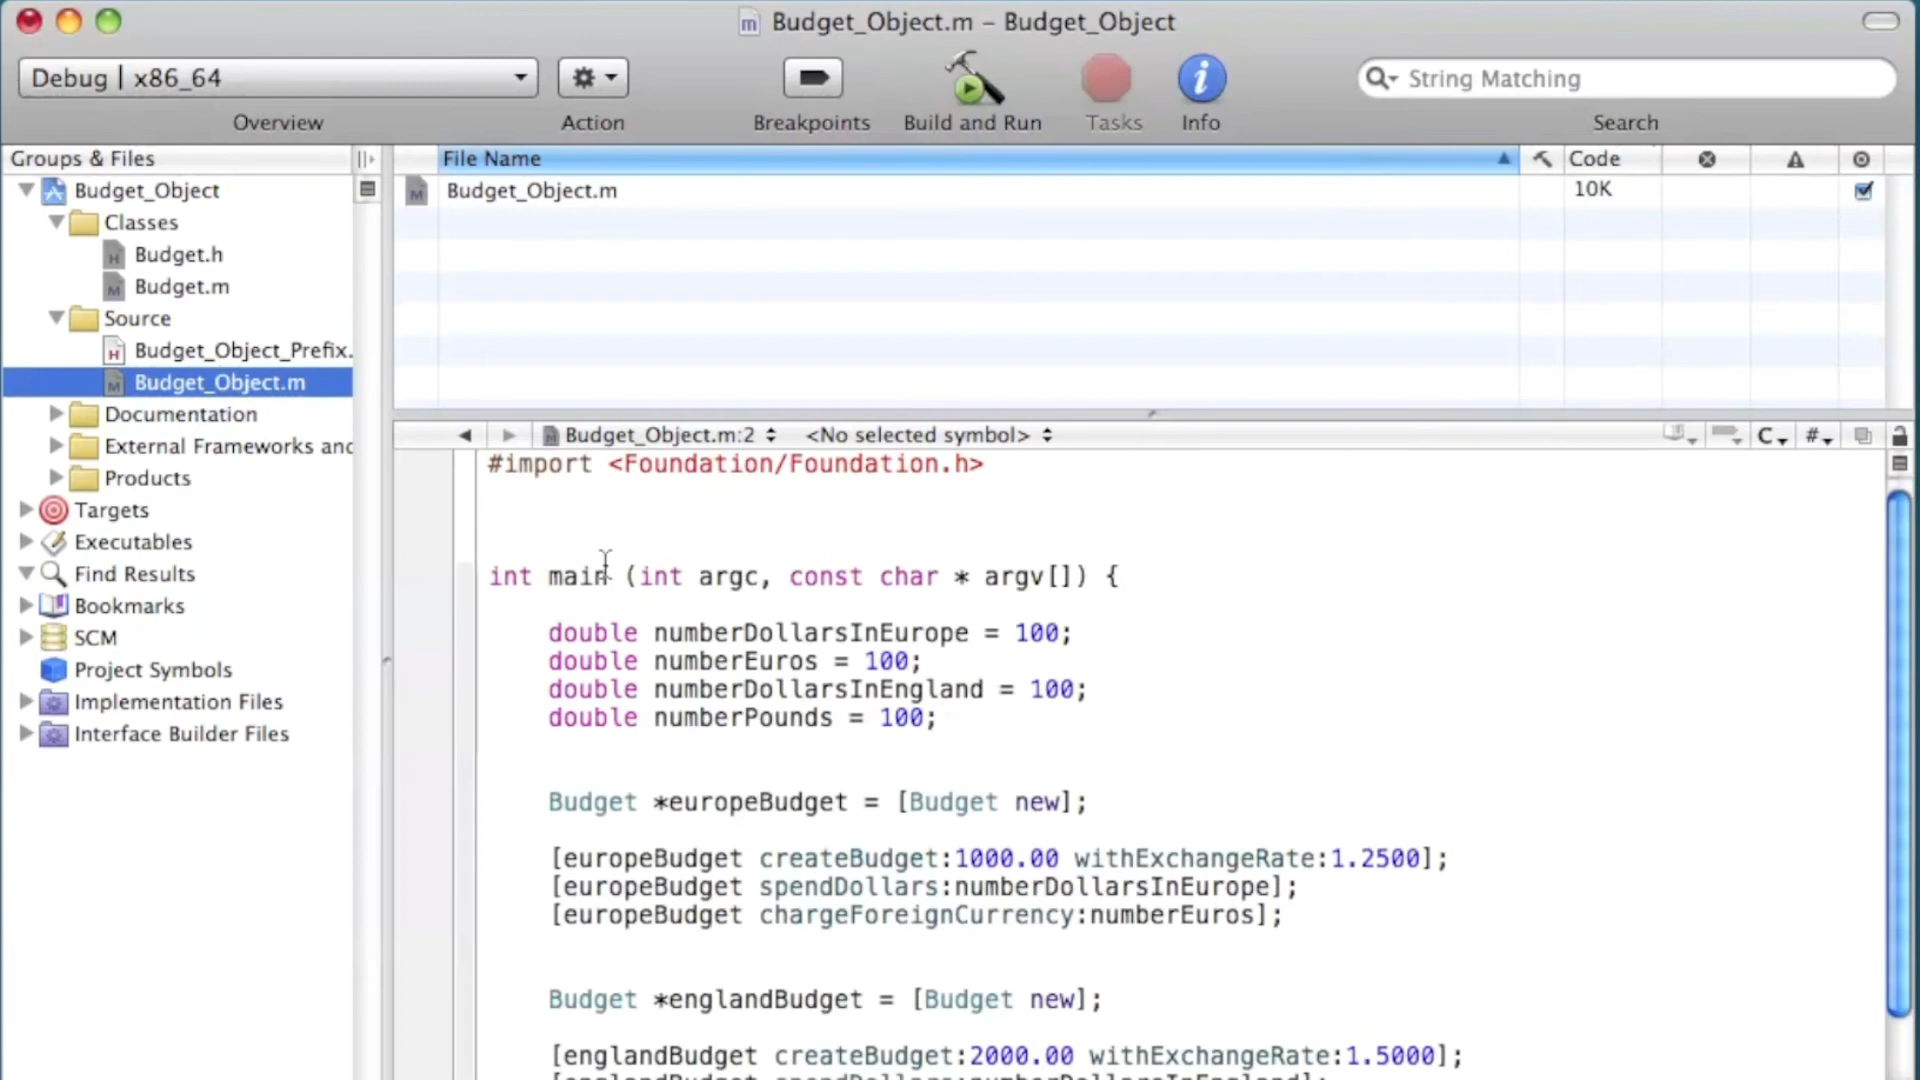 Budget_Object.m – Budget_Object
Debug | x86_64
String Matching
Overview
Action
Breakpoints
Build and Run
Tasks
Info
Search
Groups & Files
File Name
Code
Budget_Object
Budget_Object.m
10K
Classes
Budget.h
Budget.m
Source
Budget_Object_Prefix.
Budget_Object.m
Documentation
External Frameworks and
Products
Targets
Executables
Find Results
Bookmarks
SCM
Project Symbols
Implementation Files
Interface Builder Files
Budget_Object.m:2 <No selected symbol> C #
#import <Foundation/Foundation.h>
int main (int argc, const char * argv[]) {
double numberDollarsInEurope = 100;
double numberEuros = 100;
double numberDollarsInEngland = 100;
double numberPounds = 100;
Budget *europeBudget = [Budget new];
[europeBudget createBudget:1000.00 withExchangeRate:1.2500];
[europeBudget spendDollars:numberDollarsInEurope];
[europeBudget chargeForeignCurrency:numberEuros];
Budget *englandBudget = [Budget new];
[englandBudget createBudget:2000.00 withExchangeRate:1.5000];
[englandBudget spendDollars:numberDollarsInEngland];